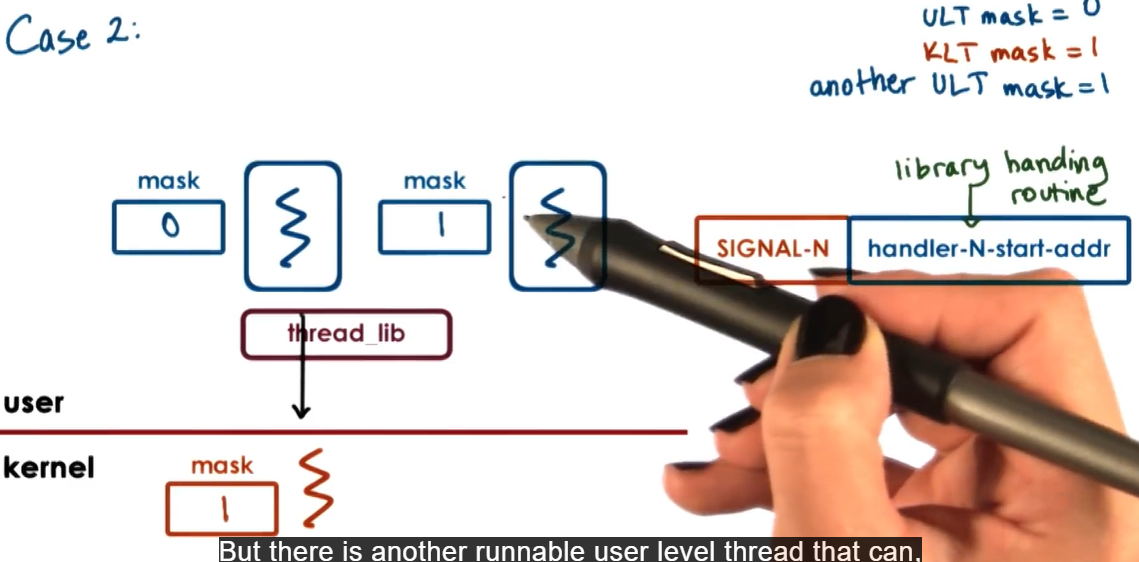 Case 2:
ULT mask = 0
KLT mask = 1
another ULT mask = 1
library handing
routine
mask
0
mask
1
SIGNAL-N
handler-N-start-addr
thread_lib
user
kernel
mask
1
But there is another runnable user level thread that can,